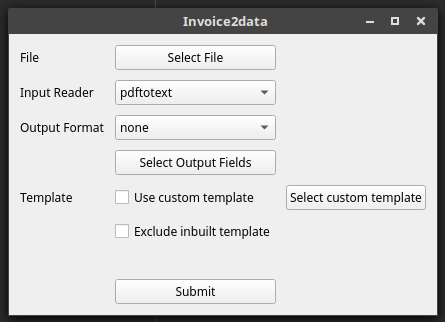 Invoice2data
File Select File
Input Reader pdftotext
Output Format none
Select Output Fields
Template Use custom template Select custom template
Exclude inbuilt template
Submit